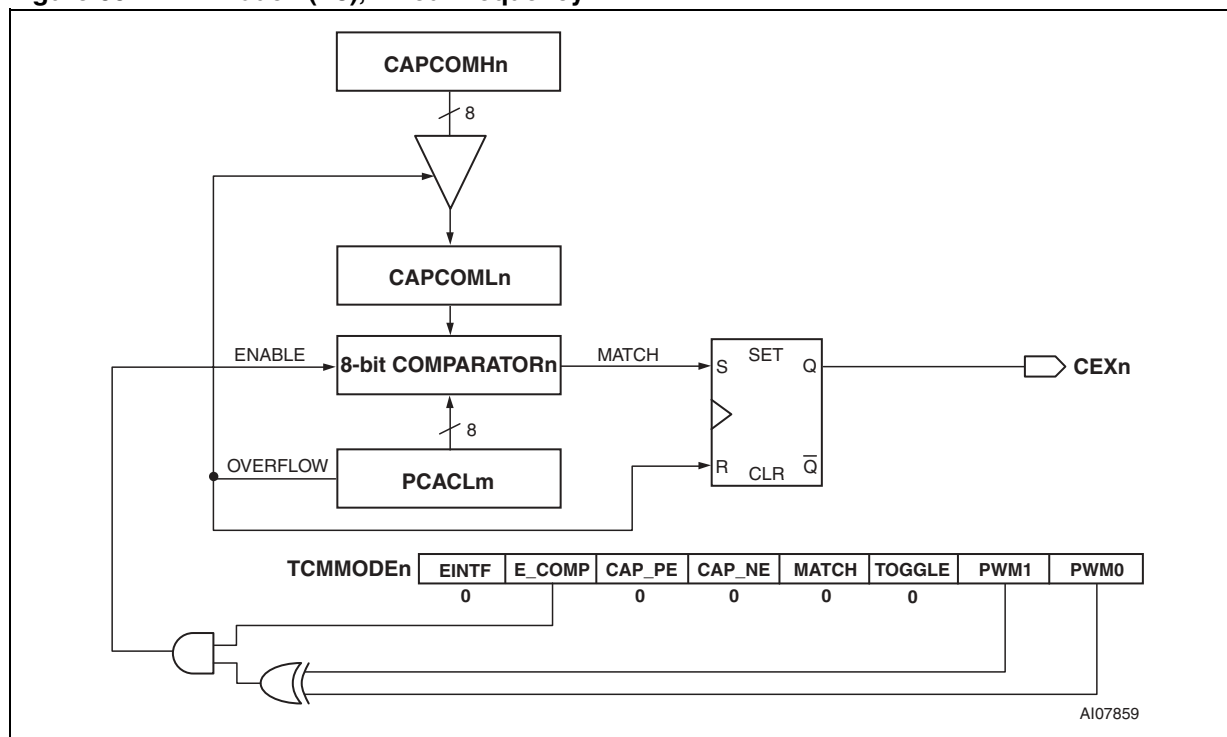 CAPCOMHn
8
CAPCOMLn
ENABLE
8-bit COMPARATORn
MATCH
S
SET
Q
CEXn
8
OVERFLOW
PCACLm
R
CLR
Q̅
TCMMODEn
EINTF E_COMP CAP_PE CAP_NE MATCH TOGGLE PWM1 PWM0
0 0 0 0 0
AI07859